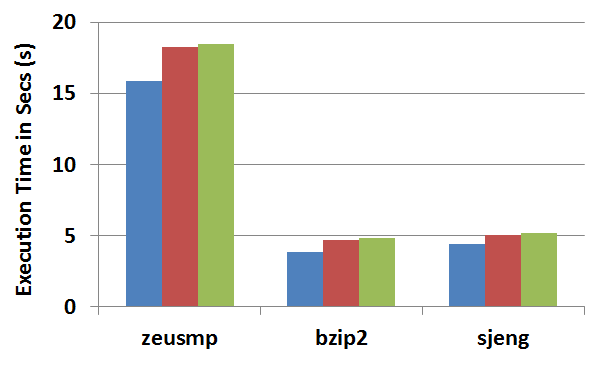 Execution Time in Secs (s)
20
15
10
5
0
zeusmp
bzip2
sjeng